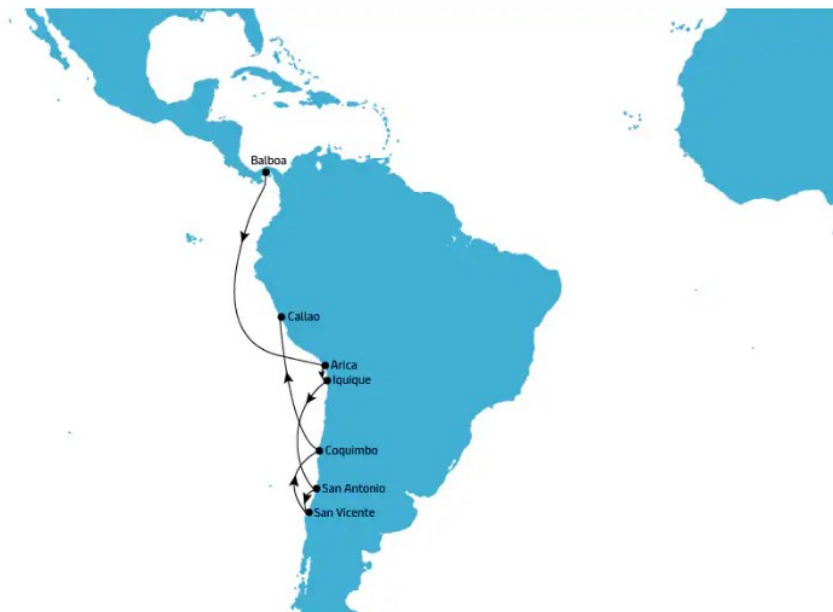 Balboa
Callao
Arica
Iquique
Coquimbo
San Antonio
San Vicente